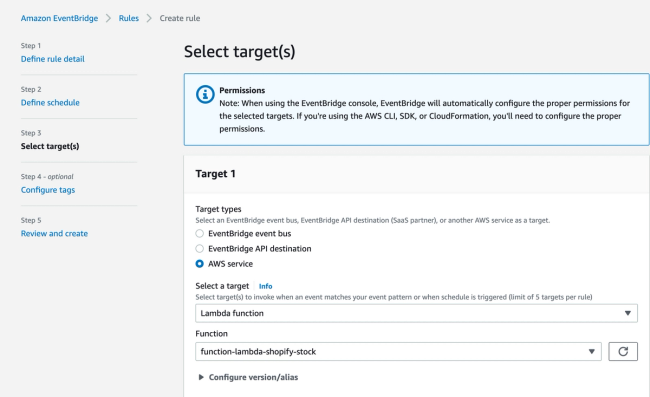 Amazon EventBridge > Rules > Create rule
Step 1
Define rule detail
Step 2
Define schedule
Step 3
Select target(s)
Step 4 - optional
Configure tags
Step 5
Review and create
Select target(s)
Permissions
Note: When using the EventBridge console, EventBridge will automatically configure the proper permissions for
the selected targets. If you're using the AWS CLI, SDK, or CloudFormation, you'll need to configure the proper
permissions.
Target 1
Target types
Select an EventBridge event bus, EventBridge API destination (SaaS partner), or another AWS service as a target.
EventBridge event bus
EventBridge API destination
AWS service
Select a target Info
Select target(s) to invoke when an event matches your event pattern or when schedule is triggered (limit of 5 targets per rule)
Lambda function
Function
function-lambda-shopify-stock
Configure version/alias